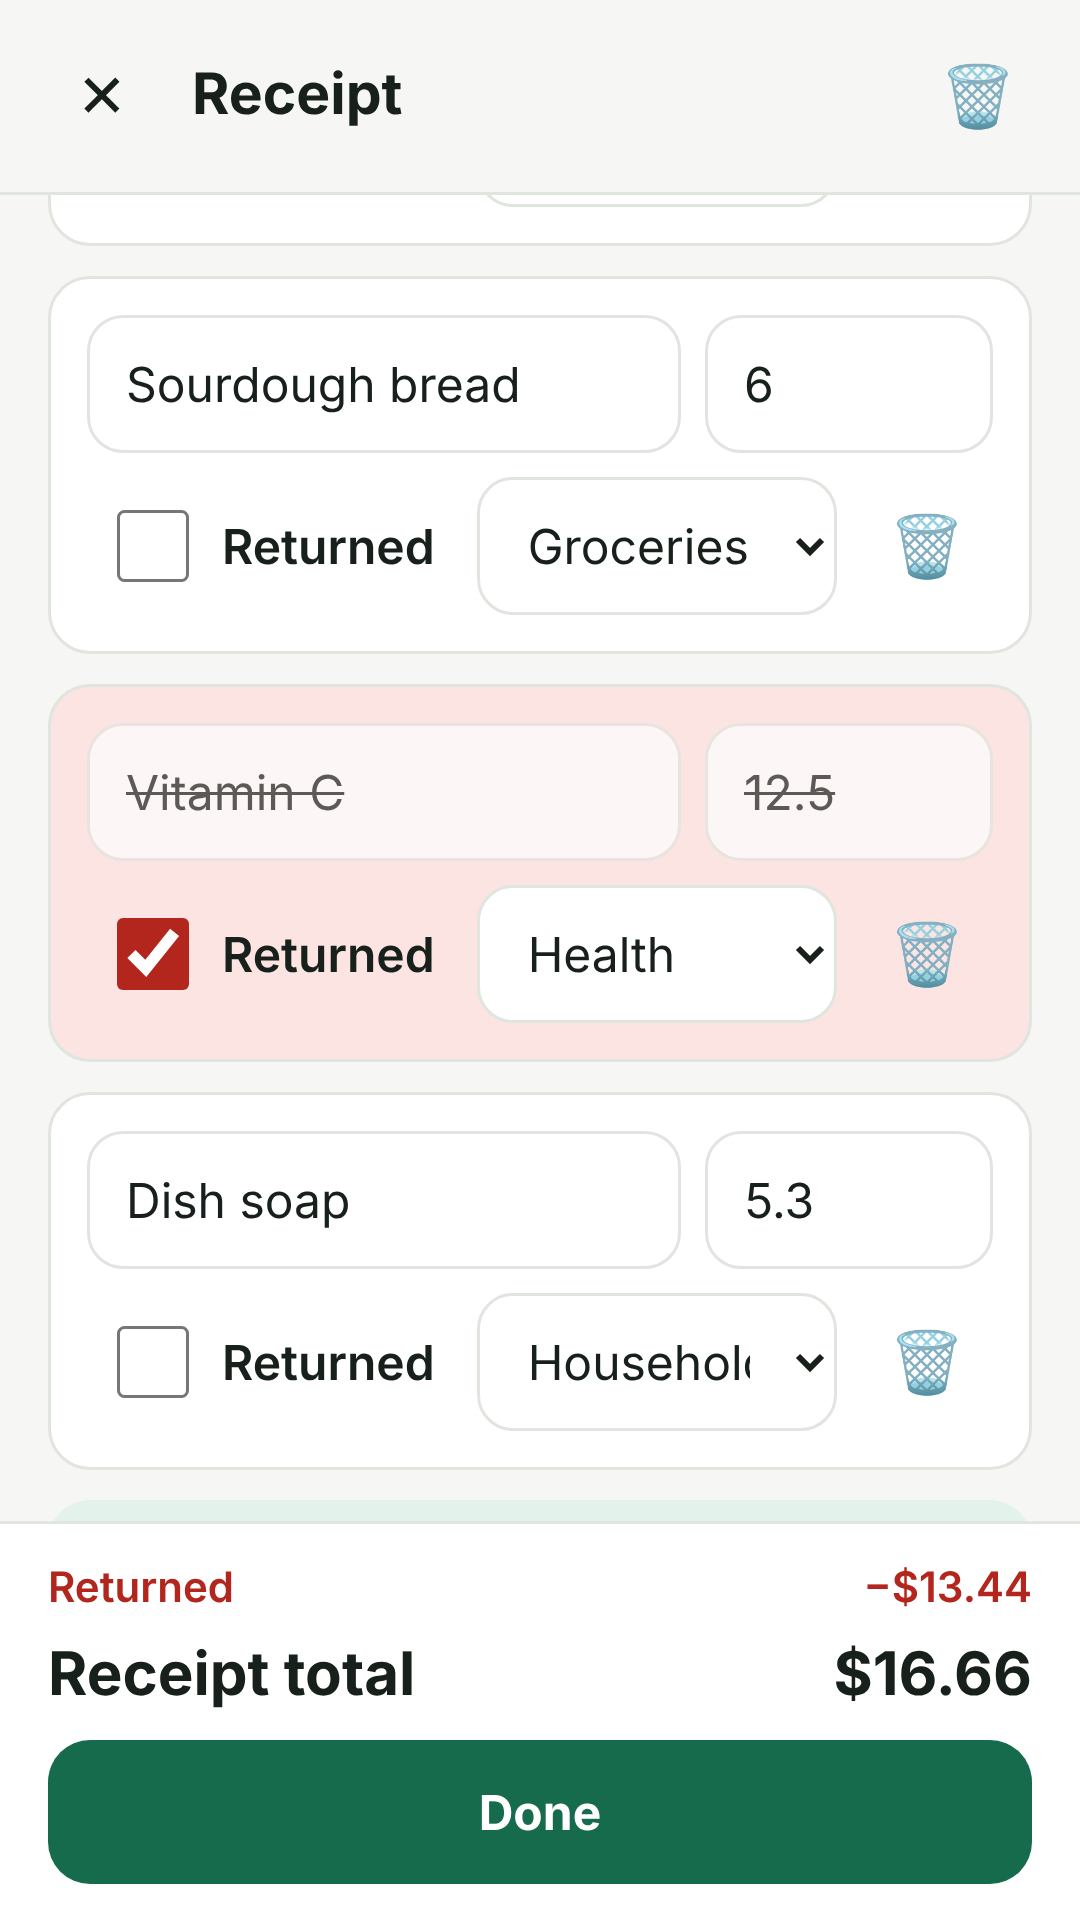 Receipt
Sourdough bread 6
Returned Groceries
Vitamin C 12.5
Returned Health
Dish soap 5.3
Returned Househol
Returned −$13.44
Receipt total $16.66
Done